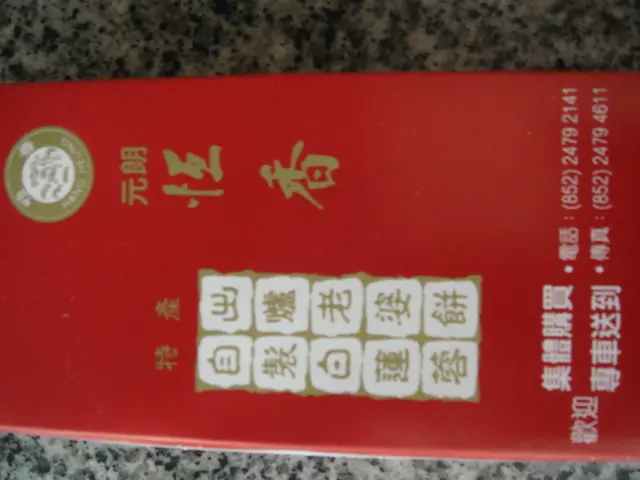 元朗
恒香
特產
出爐老婆餅
自製白蓮蓉
歡迎
集體購買 • 電話：(852) 2479 2141
專車送到 • 傳真：(852) 2479 4611